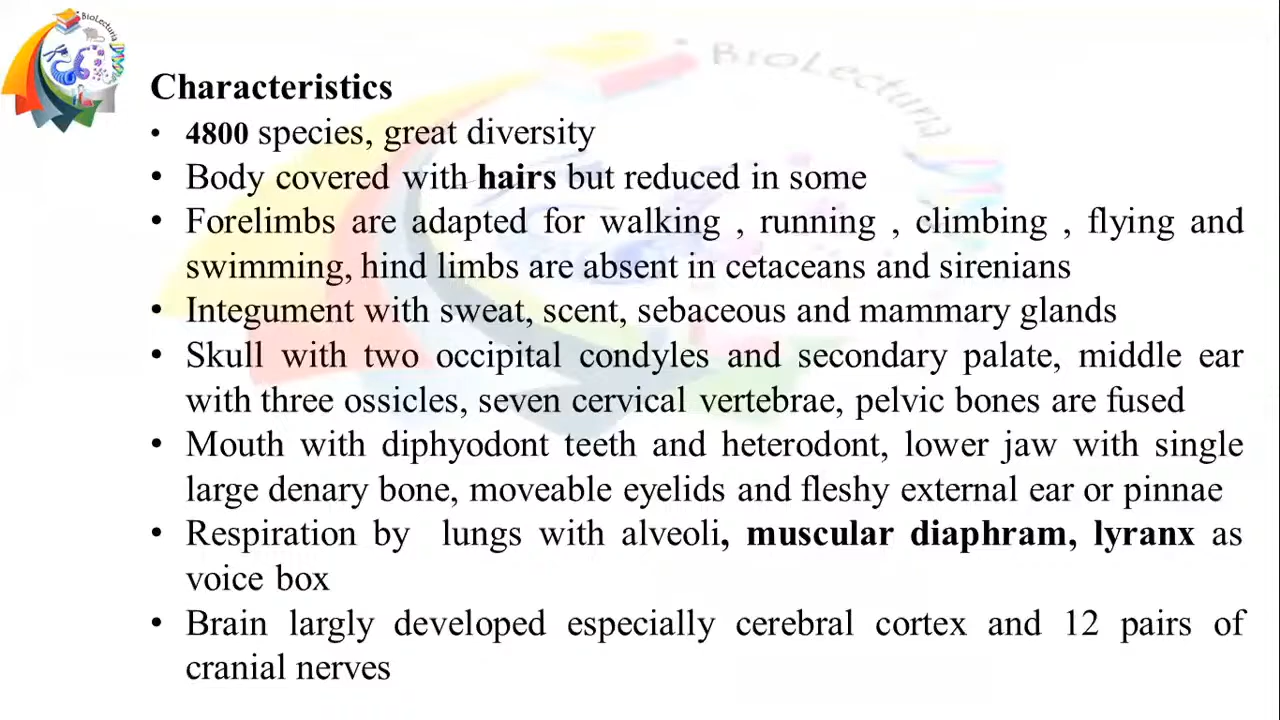 BioLecturia
BioLecturia
Characteristics
• 4800 species, great diversity
• Body covered with hairs but reduced in some
• Forelimbs are adapted for walking , running , climbing , flying and
swimming, hind limbs are absent in cetaceans and sirenians
• Integument with sweat, scent, sebaceous and mammary glands
• Skull with two occipital condyles and secondary palate, middle ear
with three ossicles, seven cervical vertebrae, pelvic bones are fused
• Mouth with diphyodont teeth and heterodont, lower jaw with single
large denary bone, moveable eyelids and fleshy external ear or pinnae
• Respiration by lungs with alveoli, muscular diaphram, lyranx as
voice box
• Brain largly developed especially cerebral cortex and 12 pairs of
cranial nerves